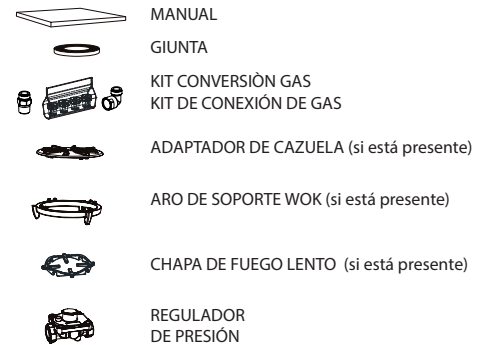 MANUAL
GIUNTA
KIT CONVERSIÒN GAS
KIT DE CONEXIÓN DE GAS
ADAPTADOR DE CAZUELA (si está presente)
ARO DE SOPORTE WOK (si está presente)
CHAPA DE FUEGO LENTO (si está presente)
REGULADOR
DE PRESIÓN